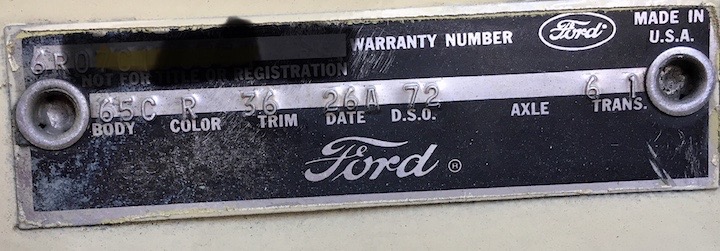 WARRANTY NUMBER Ford MADE IN U.S.A.
6R0
NOT FOR TITLE OR REGISTRATION
65C R 36 26A 72 6 1
BODY COLOR TRIM DATE D.S.O. AXLE TRANS.
Ford ®